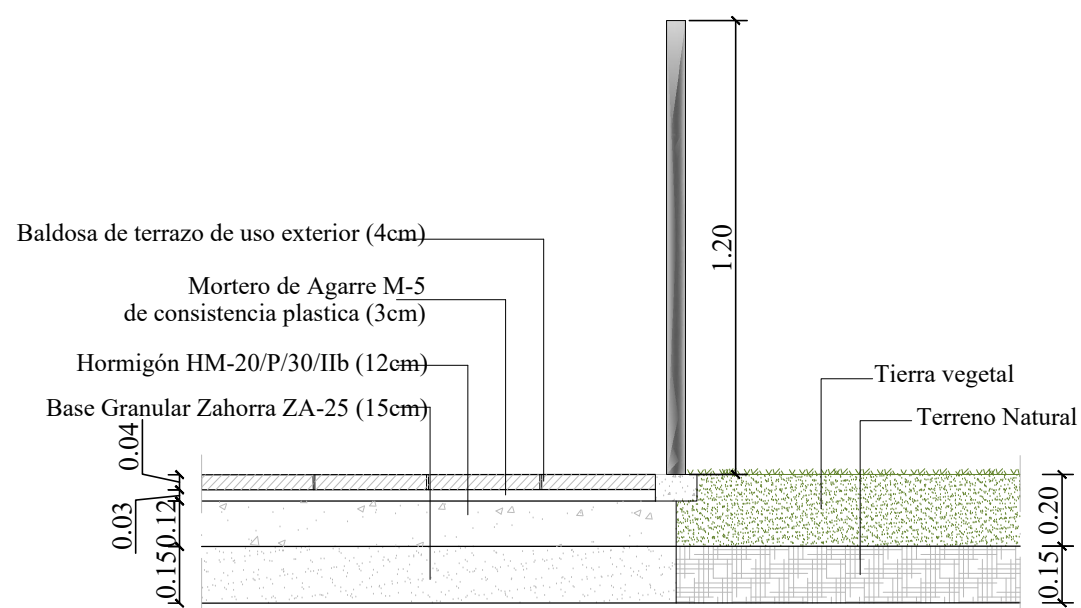 Baldosa de terrazo de uso exterior (4cm)
Mortero de Agarre M-5
de consistencia plastica (3cm)
Hormigón HM-20/P/30/IIb (12cm)
Base Granular Zahorra ZA-25 (15cm)
0.04
0.03
0.12
0.15
1.20
Tierra vegetal
Terreno Natural
0.20
0.15